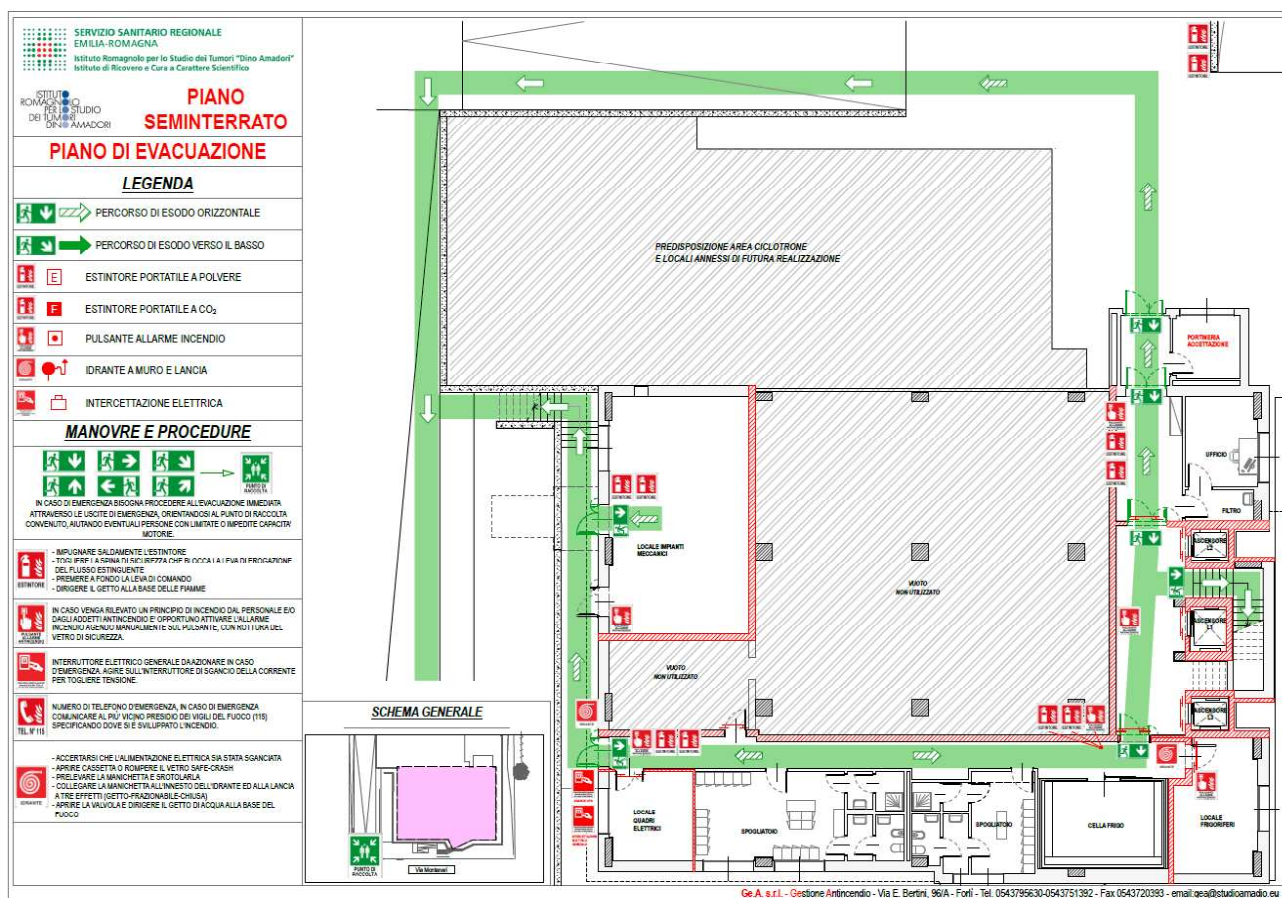 SERVIZIO SANITARIO REGIONALE
EMILIA-ROMAGNA
Istituto Romagnolo per lo Studio dei Tumori "Dino Amadori"
Istituto di Ricovero e Cura a Carattere Scientifico
ISTITUTO
ROMAGNOLO
PER LO STUDIO
DEI TUMORI
DINO AMADORI
PIANO
SEMINTERRATO
PIANO DI EVACUAZIONE
LEGENDA
PERCORSO DI ESODO ORIZZONTALE
PERCORSO DI ESODO VERSO IL BASSO
E ESTINTORE PORTATILE A POLVERE
F ESTINTORE PORTATILE A CO₂
PULSANTE ALLARME INCENDIO
IDRANTE A MURO E LANCIA
INTERCETTAZIONE ELETTRICA
MANOVRE E PROCEDURE
PUNTO DI
RACCOLTA
IN CASO DI EMERGENZA BISOGNA PROCEDERE ALL'EVACUAZIONE IMMEDIATA
ATTRAVERSO LE USCITE DI EMERGENZA, ORIENTANDOSI AL PUNTO DI RACCOLTA
CONVENUTO, AIUTANDO EVENTUALI PERSONE CON LIMITATE O IMPEDITE CAPACITA'
MOTORIE.
ESTINTORE
- IMPUGNARE SALDAMENTE L'ESTINTORE
- TOGLIERE LA SPINA DI SICUREZZA CHE BLOCCA LA LEVA DI EROGAZIONE
DEL FLUSSO ESTINGUENTE
- PREMERE A FONDO LA LEVA DI COMANDO
- DIRIGERE IL GETTO ALLA BASE DELLE FIAMME
PULSANTE
ALLARME
ANTINCENDIO
IN CASO VENGA RILEVATO UN PRINCIPIO DI INCENDIO DAL PERSONALE E/O
DAGLI ADDETTI ANTINCENDIO E' OPPORTUNO ATTIVARE L'ALLARME
INCENDIO AGENDO MANUALMENTE SUL PULSANTE, CON ROTTURA DEL
VETRO DI SICUREZZA.
INTERRUTTORE ELETTRICO GENERALE DA AZIONARE IN CASO
D'EMERGENZA. AGIRE SULL'INTERRUTTORE DI SGANCIO DELLA CORRENTE
PER TOGLIERE TENSIONE.
TEL. N° 115
NUMERO DI TELEFONO D'EMERGENZA, IN CASO DI EMERGENZA
COMUNICARE AL PIU' VICINO PRESIDIO DEI VIGILI DEL FUOCO (115)
SPECIFICANDO DOVE SI E' SVILUPPATO L'INCENDIO.
IDRANTE
- ACCERTARSI CHE L'ALIMENTAZIONE ELETTRICA SIA STATA SGANCIATA
- APRIRE CASSETTA O ROMPERE IL VETRO SAFE-CRASH
- PRELEVARE LA MANICHETTA E SROTOLARLA
- COLLEGARE LA MANICHETTA ALL'INNESTO DELL'IDRANTE ED ALLA LANCIA
A TRE EFFETTI (GETTO-FRAZIONABILE-CHIUSA)
- APRIRE LA VALVOLA E DIRIGERE IL GETTO DI ACQUA ALLA BASE DEL
FUOCO
SCHEMA GENERALE
PUNTO DI
RACCOLTA
Via Montanari
PREDISPOSIZIONE AREA CICLOTRONE
E LOCALI ANNESSI DI FUTURA REALIZZAZIONE
PORTINERIA
ACCETTAZIONE
UFFICIO
FILTRO
LOCALE IMPIANTI
MECCANICI
VUOTO
NON UTILIZZATO
VUOTO
NON UTILIZZATO
ASCENSORE
L2
ASCENSORE
L1
ASCENSORE
L3
LOCALE
QUADRI
ELETTRICI
SPOGLIATOIO
SPOGLIATOIO
CELLA FRIGO
LOCALE
FRIGORIFERI
Ge.A. s.r.l. - Gestione Antincendio - Via E. Bertini, 96/A - Forlì - Tel. 0543795630-0543751392 - Fax 0543720393 - email:gea@studioamadio.eu